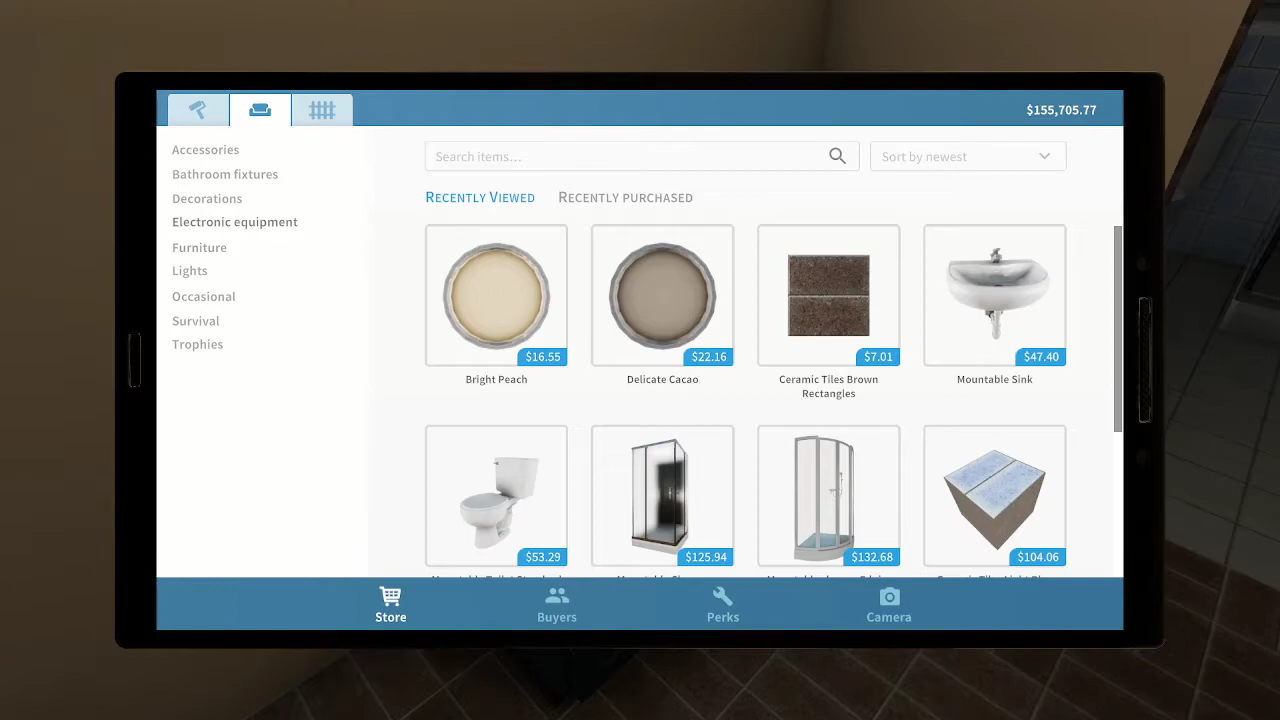 $155,705.77
Accessories
Bathroom fixtures
Decorations
Electronic equipment
Furniture
Lights
Occasional
Survival
Trophies
Search items...
Sort by newest
RECENTLY VIEWED
RECENTLY PURCHASED
$16.55
$22.16
$7.01
$47.40
Bright Peach
Delicate Cacao
Ceramic Tiles Brown
Rectangles
Mountable Sink
$53.29
$125.94
$132.68
$104.06
Store
Buyers
Perks
Camera